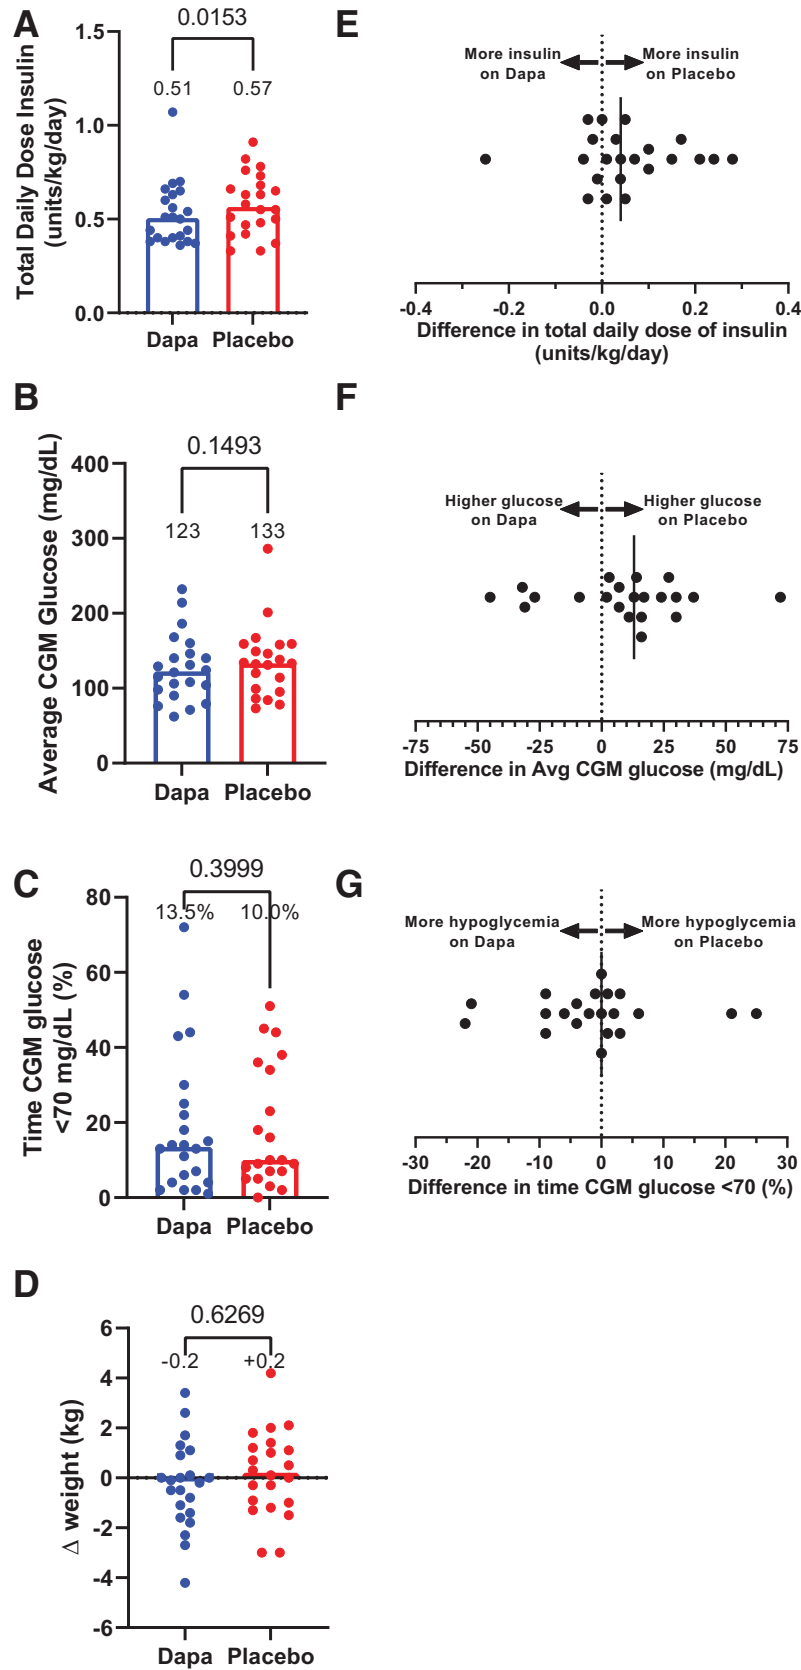 A
0.0153
0.51
0.57
Total Daily Dose Insulin
(units/kg/day)
1.5
1.0
0.5
0.0
Dapa
Placebo
E
More insulin
on Dapa
More insulin
on Placebo
-0.4
-0.2
0.0
0.2
0.4
Difference in total daily dose of insulin
(units/kg/day)
B
0.1493
123
133
Average CGM Glucose (mg/dL)
400
300
200
100
0
Dapa
Placebo
F
Higher glucose
on Dapa
Higher glucose
on Placebo
-75
-50
-25
0
25
50
75
Difference in Avg CGM glucose (mg/dL)
C
0.3999
13.5%
10.0%
Time CGM glucose
<70 mg/dL (%)
80
60
40
20
0
Dapa
Placebo
G
More hypoglycemia
on Dapa
More hypoglycemia
on Placebo
-30
-20
-10
0
10
20
30
Difference in time CGM glucose <70 (%)
D
0.6269
-0.2
+0.2
Δ weight (kg)
6
4
2
0
-2
-4
-6
Dapa
Placebo